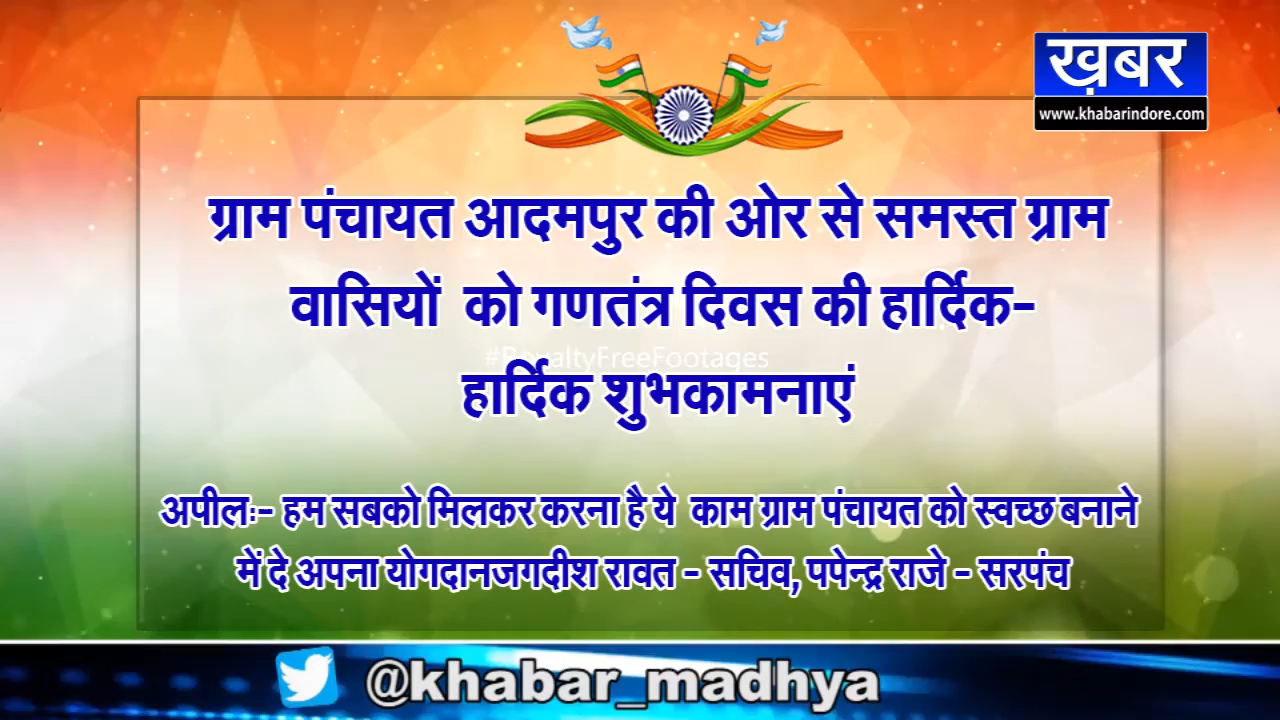 ख़बर
www.khabarindore.com
ग्राम पंचायत आदमपुर की ओर से समस्त ग्राम
वासियों को गणतंत्र दिवस की हार्दिक-
#RoyaltyFreeFootages
हार्दिक शुभकामनाएं
अपीलः- हम सबको मिलकर करना है ये काम ग्राम पंचायत को स्वच्छ बनाने
में दे अपना योगदानजगदीश रावत - सचिव, पपेन्द्र राजे - सरपंच
@khabar_madhya